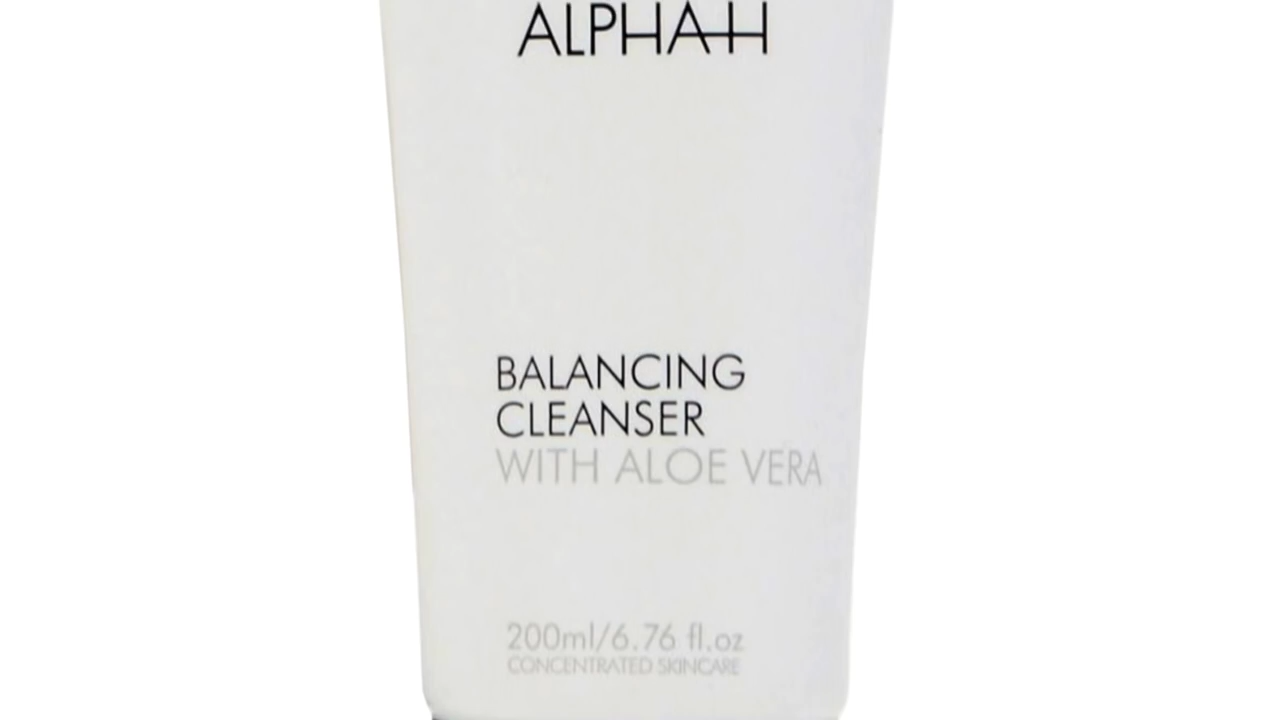 ALPHA-H
BALANCING
CLEANSER
WITH ALOE VERA
200ml/6.76 fl.oz
CONCENTRATED SKINCARE